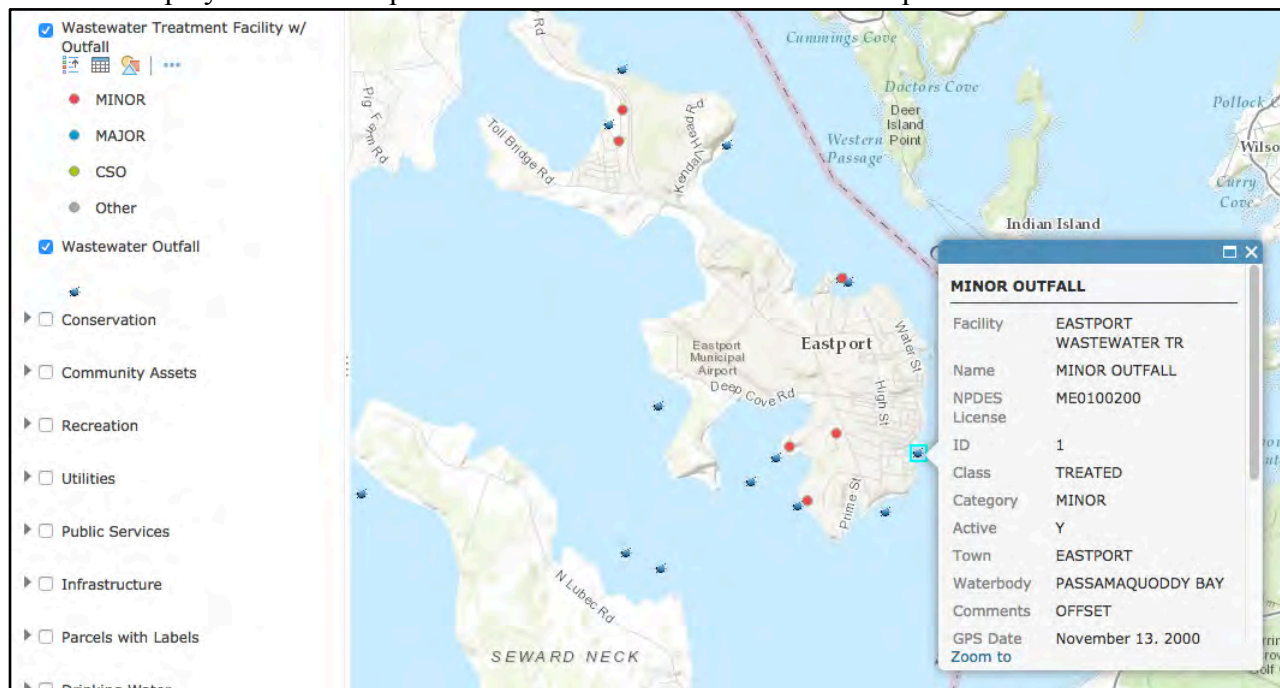 Wastewater Treatment Facility w/
Outfall
MINOR
MAJOR
CSO
Other
Wastewater Outfall
Conservation
Community Assets
Recreation
Utilities
Public Services
Infrastructure
Parcels with Labels
Rd
Pig Farm Rd
Toll Bridge Rd
Kendall Head Rd
Cummings Cove
Doctors Cove
Deer
Island
Point
Western
Passage
Pollock
Wilso
Curry
Cove
Indian Island
Eastport
Eastport
Municipal
Airport
Deep Cove Rd
Water St
High St
Prime St
N Lubec Rd
SEWARD NECK
MINOR OUTFALL
Facility EASTPORT
WASTEWATER TR
Name MINOR OUTFALL
NPDES ME0100200
License
ID 1
Class TREATED
Category MINOR
Active Y
Town EASTPORT
Waterbody PASSAMAQUODDY BAY
Comments OFFSET
GPS Date November 13. 2000
Zoom to